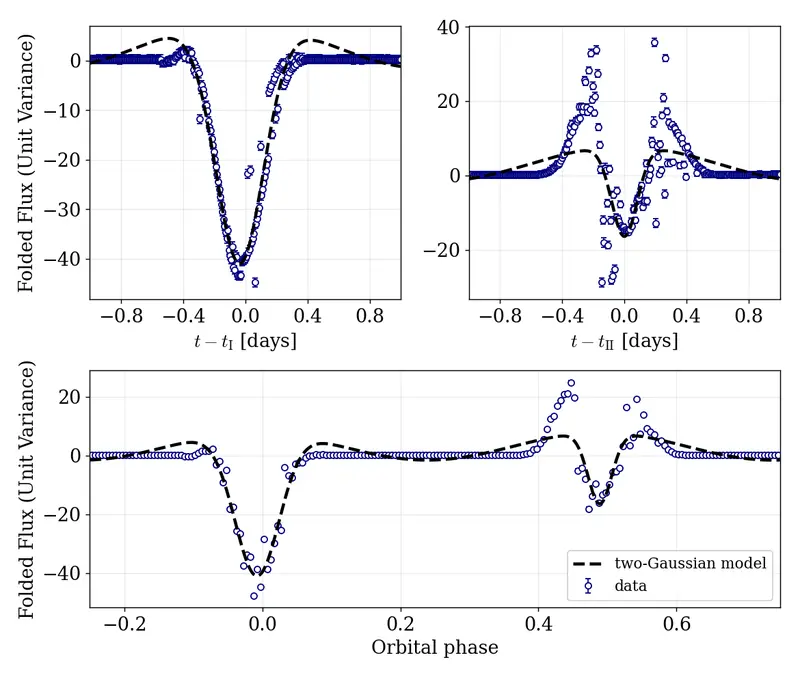 Folded Flux (Unit Variance)
0
−10
−20
−30
−40
−0.8 −0.4 0.0 0.4 0.8
t − tI [days]
40
20
0
−20
−0.8 −0.4 0.0 0.4 0.8
t − tII [days]
Folded Flux (Unit Variance)
20
0
−20
−40
two-Gaussian model
data
−0.2 0.0 0.2 0.4 0.6
Orbital phase